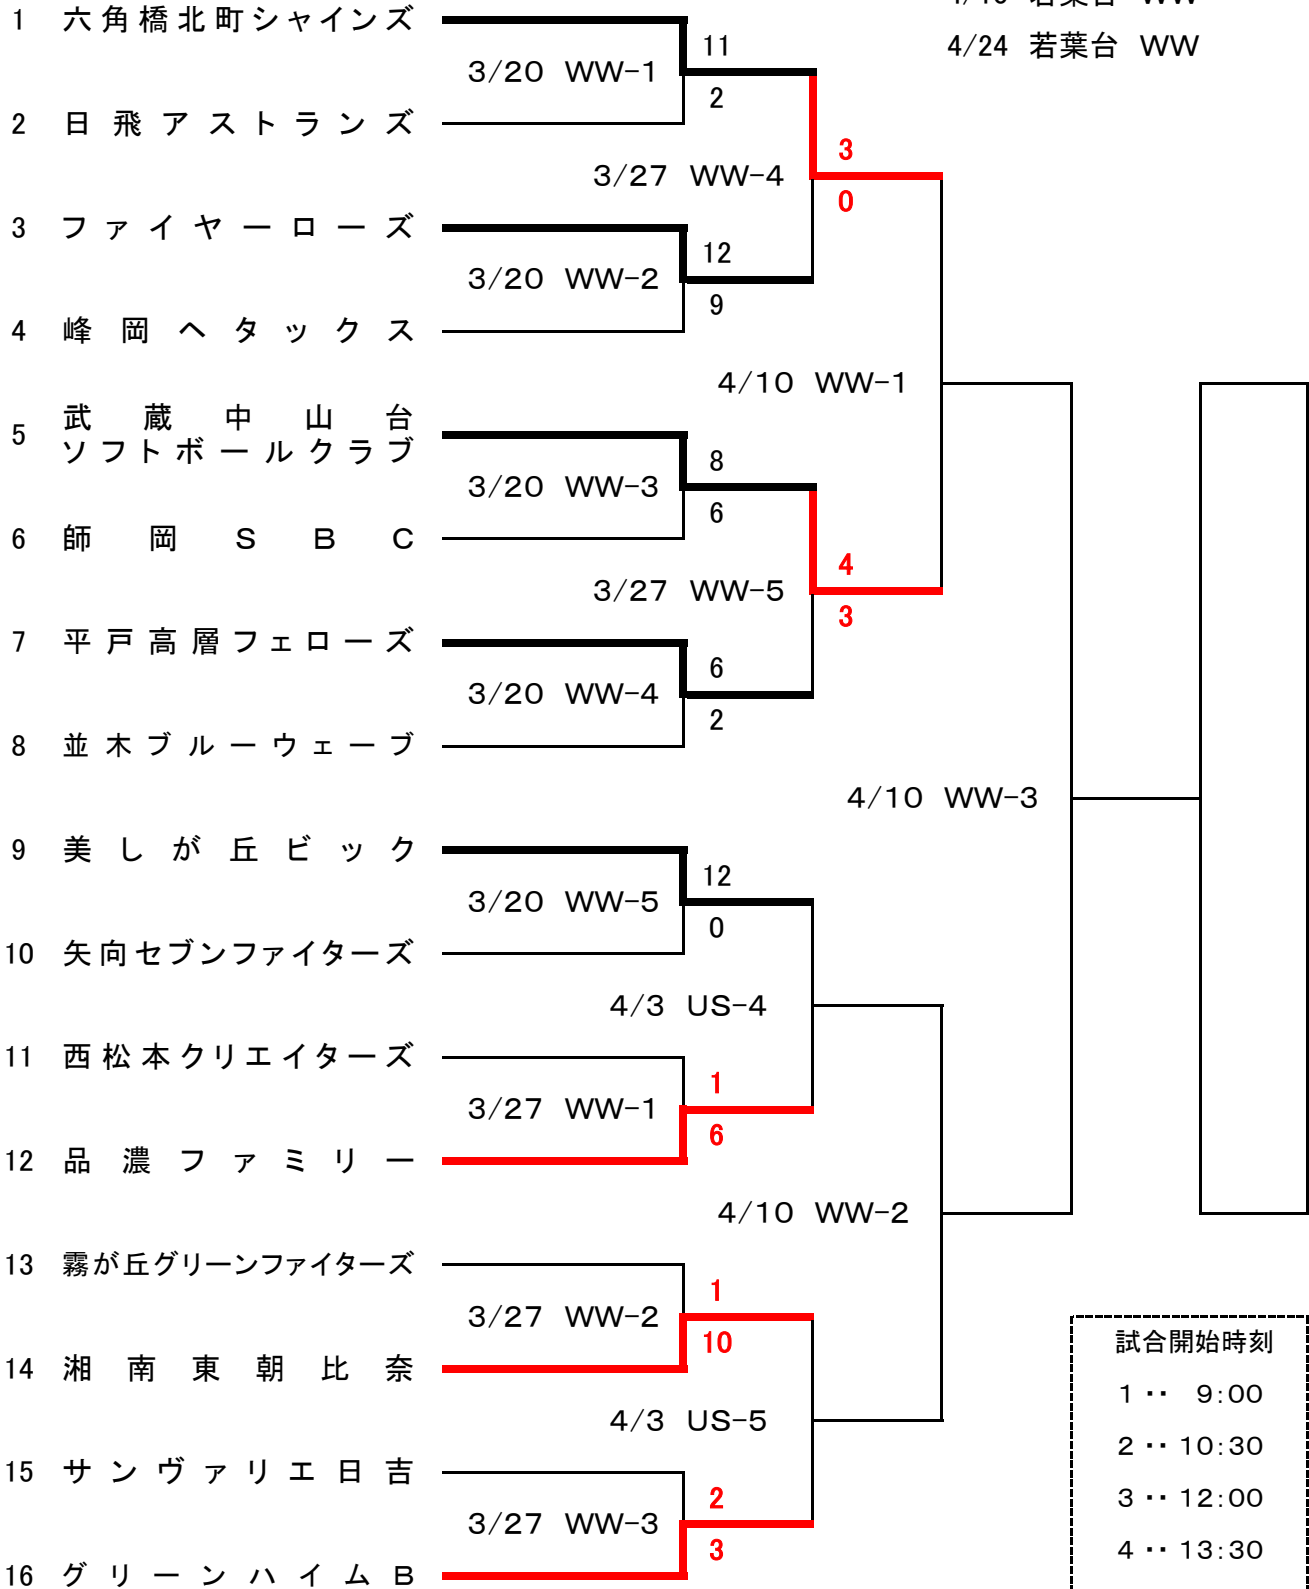 4/24 若葉台 WW
1 六角橋北町シャインズ
3/20 WW-1
11
2
2 日飛アストランズ
3/27 WW-4
3
0
3 ファイヤーローズ
3/20 WW-2
12
9
4 峰岡ヘタックス
4/10 WW-1
5 武蔵中山台
ソフトボールクラブ
3/20 WW-3
8
6
6 師岡SBC
3/27 WW-5
4
3
7 平戸高層フェローズ
3/20 WW-4
6
2
8 並木ブルーウェーブ
4/10 WW-3
9 美しが丘ビック
3/20 WW-5
12
0
10 矢向セブンファイターズ
4/3 US-4
11 西松本クリエイターズ
3/27 WW-1
1
6
12 品濃ファミリー
4/10 WW-2
13 霧が丘グリーンファイターズ
3/27 WW-2
1
10
14 湘南東朝比奈
4/3 US-5
15 サンヴァリエ日吉
3/27 WW-3
2
3
16 グリーンハイムB
試合開始時刻
1 ‥ 9:00
2 ‥ 10:30
3 ‥ 12:00
4 ‥ 13:30